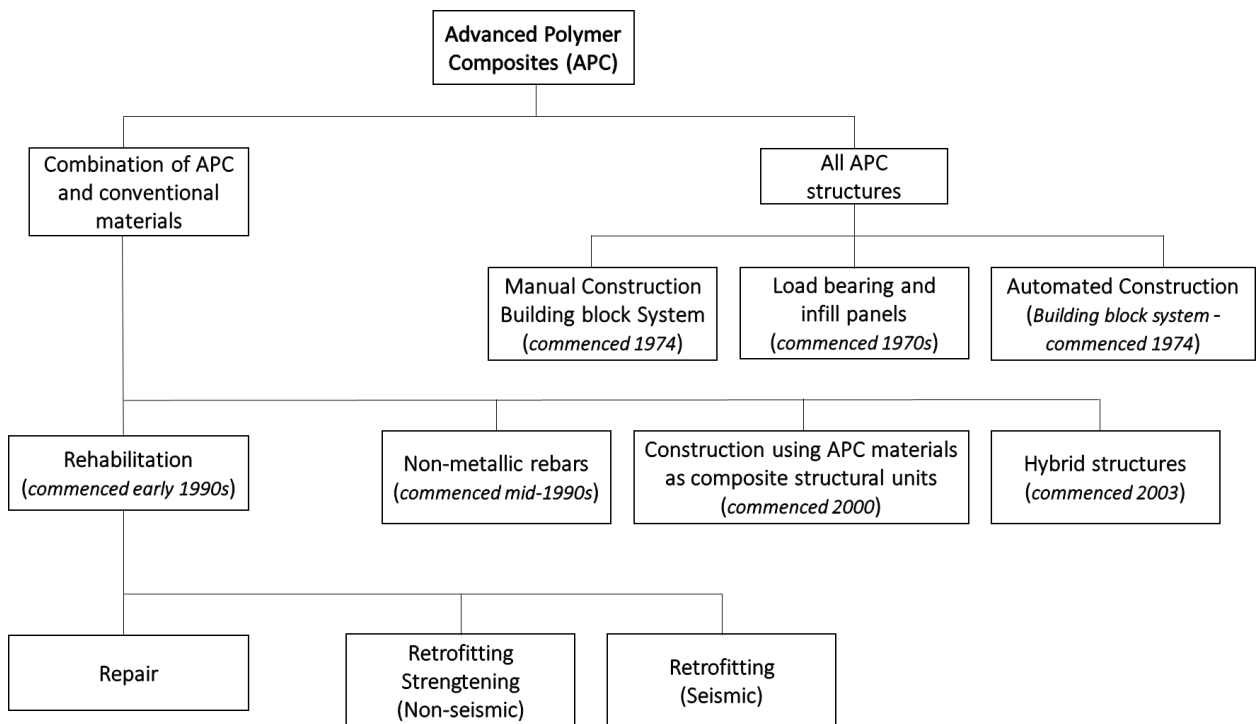 Advanced Polymer
Composites (APC)
Combination of APC
and conventional
materials
All APC
structures
Manual Construction
Building block System
(commenced 1974)
Load bearing and
infill panels
(commenced 1970s)
Automated Construction
(Building block system -
commenced 1974)
Rehabilitation
(commenced early 1990s)
Non-metallic rebars
(commenced mid-1990s)
Construction using APC materials
as composite structural units
(commenced 2000)
Hybrid structures
(commenced 2003)
Repair
Retrofitting
Strengtening
(Non-seismic)
Retrofitting
(Seismic)